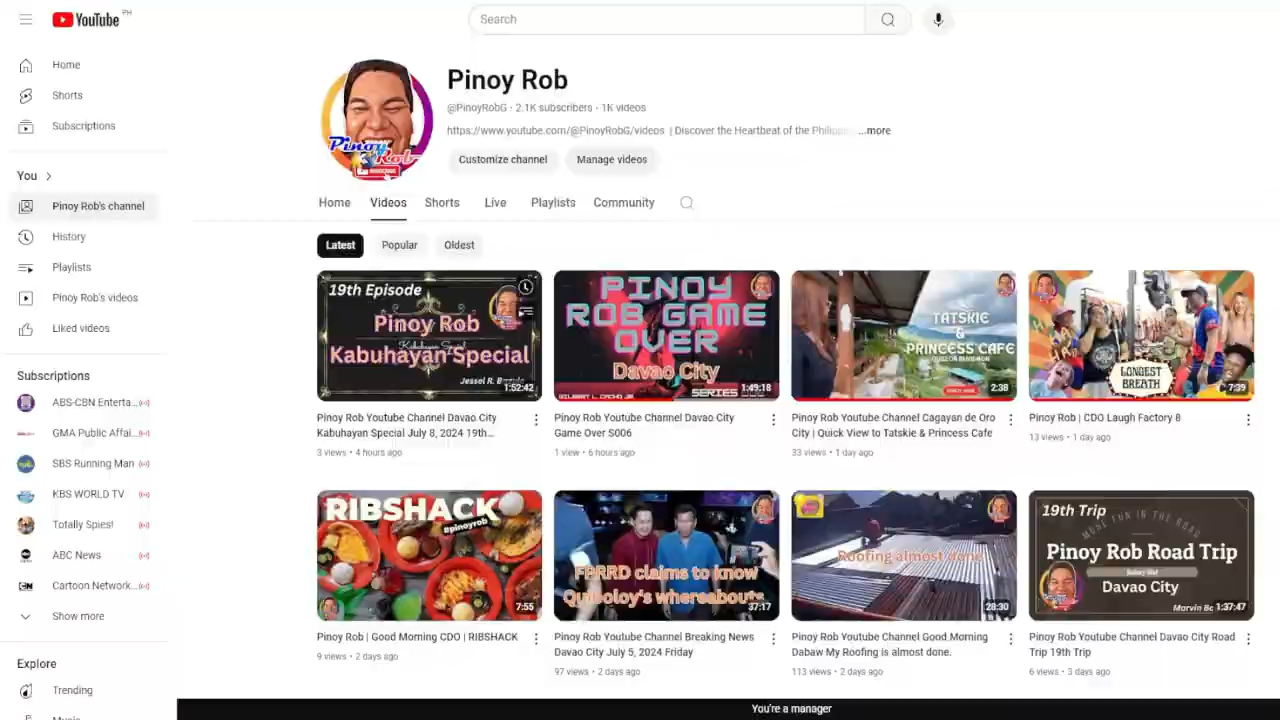 YouTube PH
Search
Home
Shorts
Subscriptions
You
Pinoy Rob's channel
History
Playlists
Pinoy Rob's videos
Liked videos
Subscriptions
ABS-CBN Enterta...
GMA Public Affai...
SBS Running Man
KBS WORLD TV
Totally Spies!
ABC News
Cartoon Network...
Show more
Explore
Trending
Music
Pinoy Rob
@PinoyRobG · 2.1K subscribers · 1K videos
https://www.youtube.com/@PinoyRobG/videos | Discover the Heartbeat of the Philippi ...more
Pinoy
Rob
Customize channel
Manage videos
Home
Videos
Shorts
Live
Playlists
Community
Latest
Popular
Oldest
19th Episode
Pinoy Rob
Kabuhayan Special
Kabuhayan Special
1:52:42
PINOY
ROB GAME
OVER
Davao City
SERIES
1:49:18
TATSKIE
&
PRINCESS CAFE
2:38
LONGEST
BREATH
7:39
Pinoy Rob Youtube Channel Davao City
Kabuhayan Special July 8, 2024 19th...
3 views · 4 hours ago
Pinoy Rob Youtube Channel Davao City
Game Over S006
1 view · 6 hours ago
Pinoy Rob Youtube Channel Cagayan de Oro
City | Quick View to Tatskie & Princess Cafe
33 views · 1 day ago
Pinoy Rob | CDO Laugh Factory 8
13 views · 1 day ago
RIBSHACK
#pinoyrob
7:55
FPRRD claims to know
Quiboloy's whereabouts
37:17
Roofing almost done
28:30
19th Trip
MORE FUN IN THE ROAD
Pinoy Rob Road Trip
Davao City
1:37:47
Pinoy Rob | Good Morning CDO | RIBSHACK
9 views · 2 days ago
Pinoy Rob Youtube Channel Breaking News
Davao City July 5, 2024 Friday
97 views · 2 days ago
Pinoy Rob Youtube Channel Good Morning
Dabaw My Roofing is almost done.
113 views · 2 days ago
Pinoy Rob Youtube Channel Davao City Road
Trip 19th Trip
6 views · 3 days ago
You're a manager